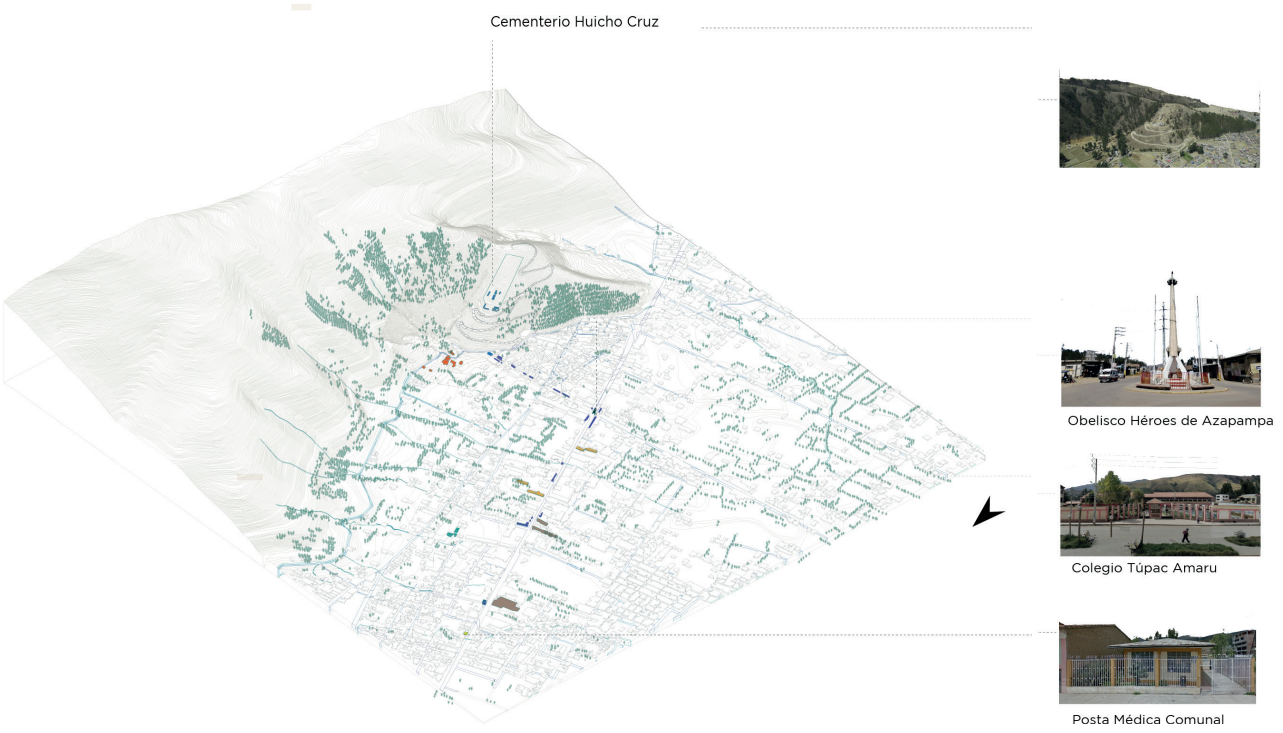 Cementerio Huicho Cruz
Obelisco Héroes de Azapampa
Colegio Túpac Amaru
Posta Médica Comunal